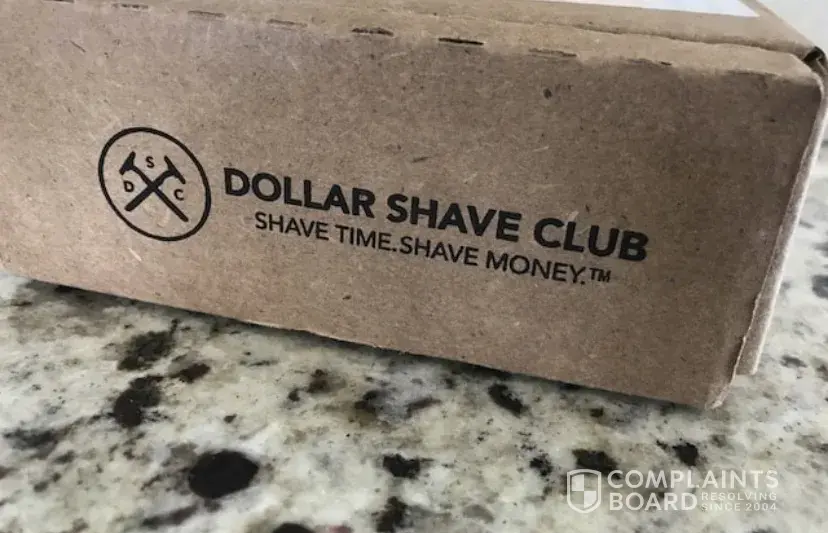 S
D C
DOLLAR SHAVE CLUB
SHAVE TIME.SHAVE MONEY.™
COMPLAINTS
BOARD RESOLVING
SINCE 2004